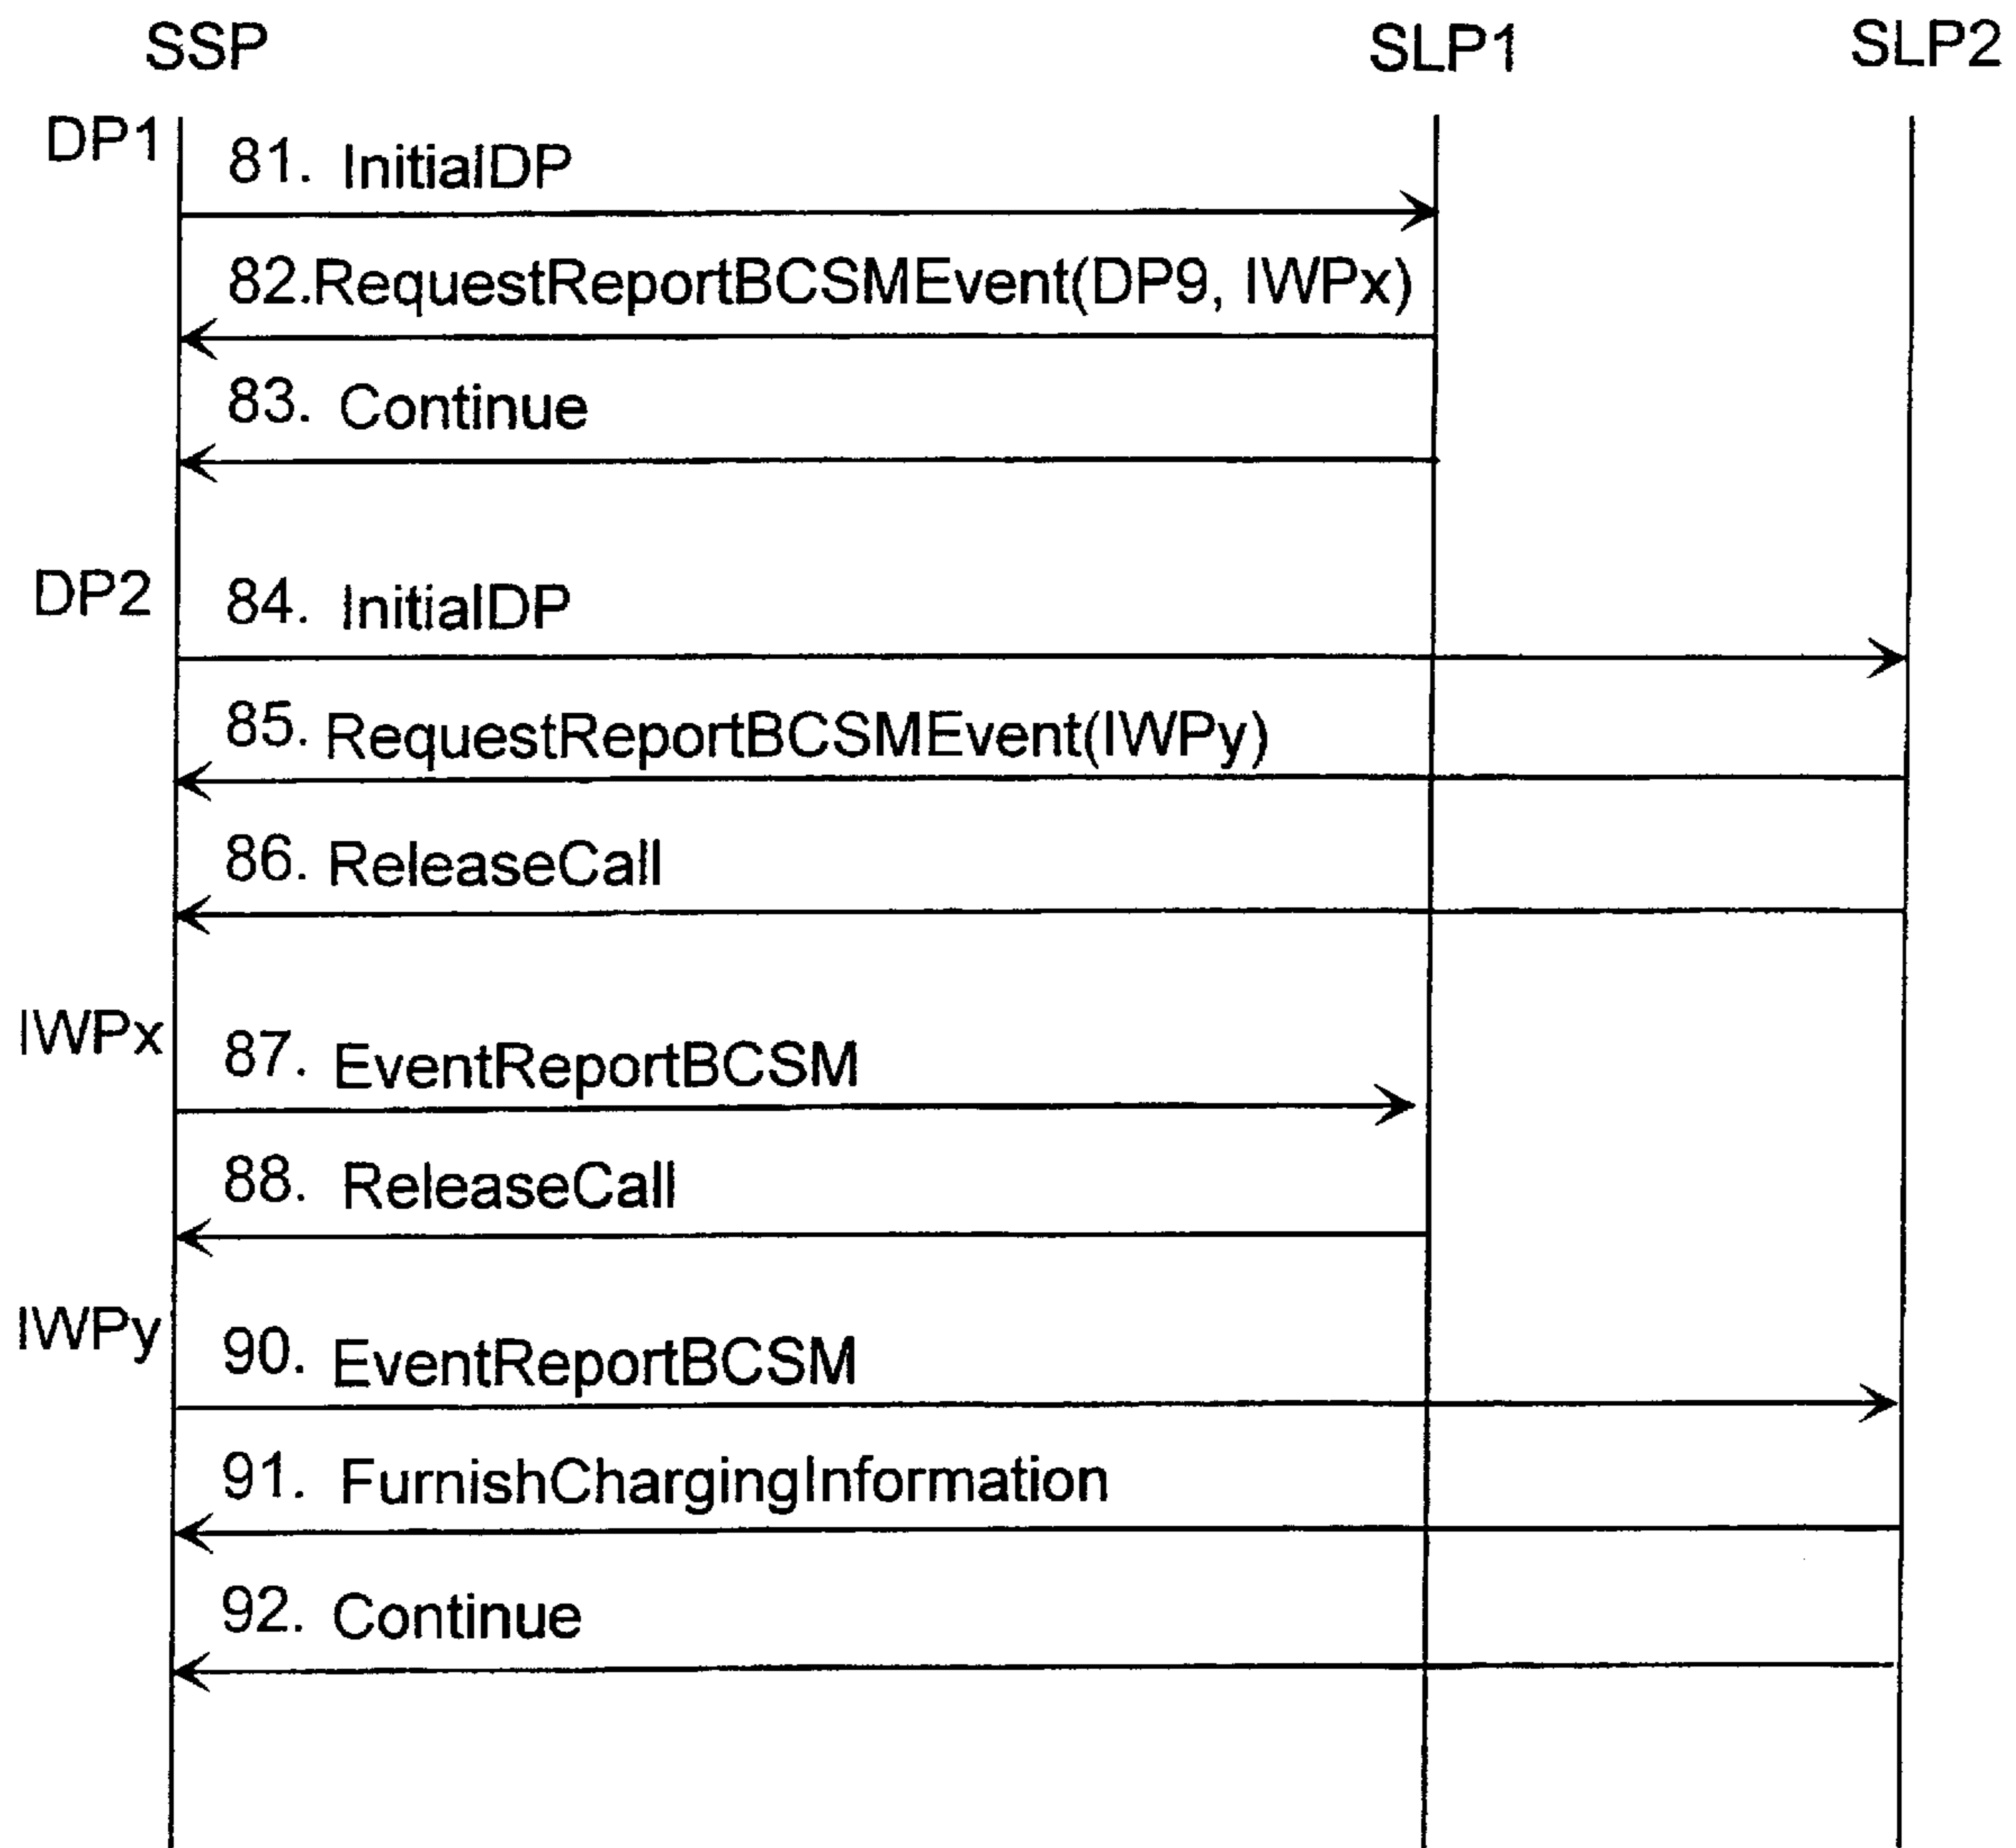 SSP SLP1 SLP2
DP1
81. InitialDP
82.RequestReportBCSMEvent(DP9, IWPx)
83. Continue
DP2
84. InitialDP
85. RequestReportBCSMEvent(IWPy)
86. ReleaseCall
IWPx
87. EventReportBCSM
88. ReleaseCall
IWPy
90. EventReportBCSM
91. FurnishChargingInformation
92. Continue